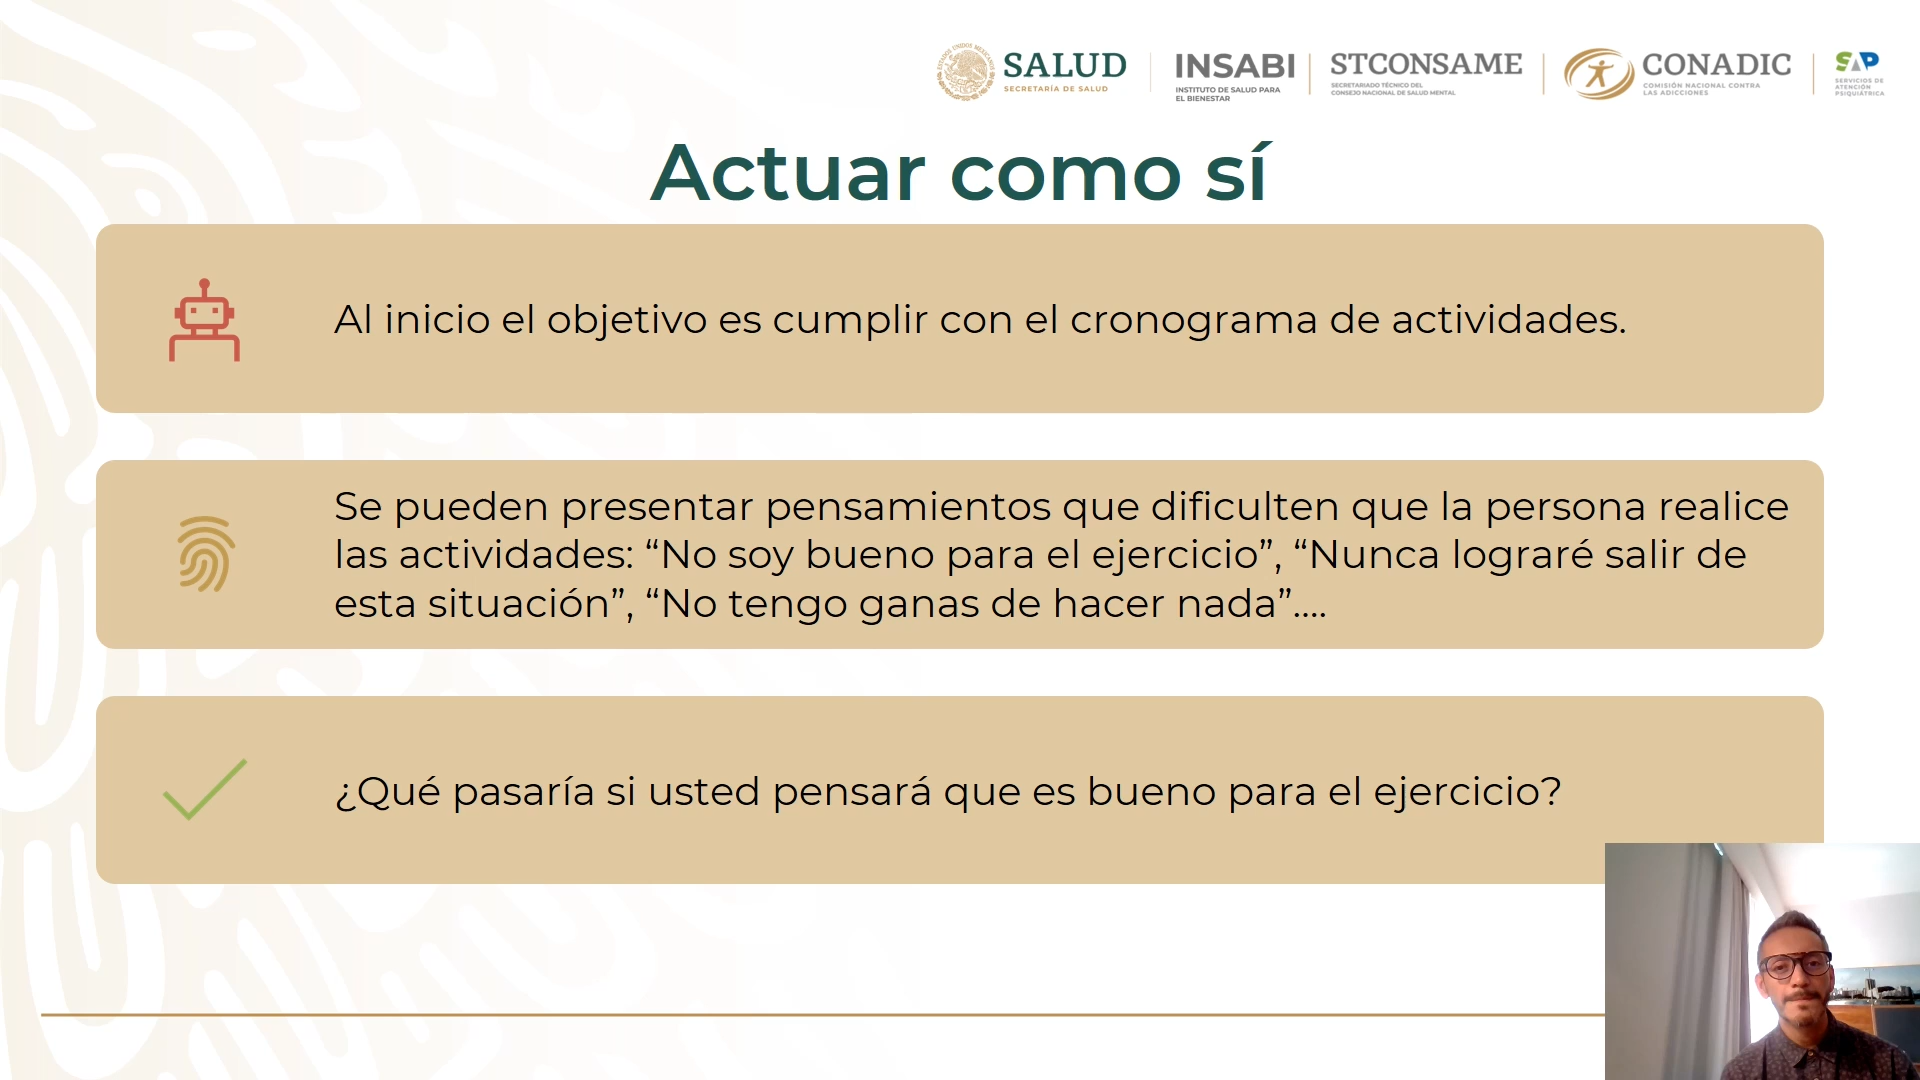 SALUD
SECRETARÍA DE SALUD
INSABI
INSTITUTO DE SALUD PARA
EL BIENESTAR
STCONSAME
SECRETARIADO TÉCNICO DEL
CONSEJO NACIONAL DE SALUD MENTAL
CONADIC
COMISIÓN NACIONAL CONTRA
LAS ADICCIONES
SAP
SERVICIOS DE
ATENCIÓN
PSIQUIÁTRICA
Actuar como sí
Al inicio el objetivo es cumplir con el cronograma de actividades.
Se pueden presentar pensamientos que dificulten que la persona realice
las actividades: “No soy bueno para el ejercicio”, “Nunca lograré salir de
esta situación”, “No tengo ganas de hacer nada”....
¿Qué pasaría si usted pensará que es bueno para el ejercicio?